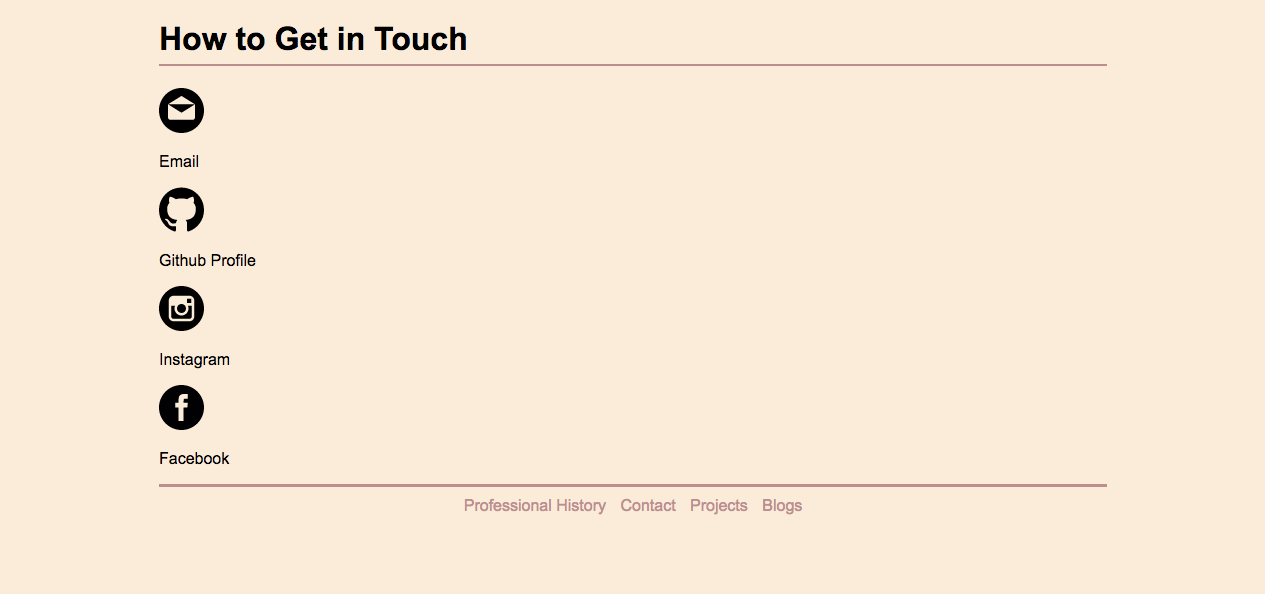 How to Get in Touch
Email
Github Profile
Instagram
Facebook
Professional History Contact Projects Blogs